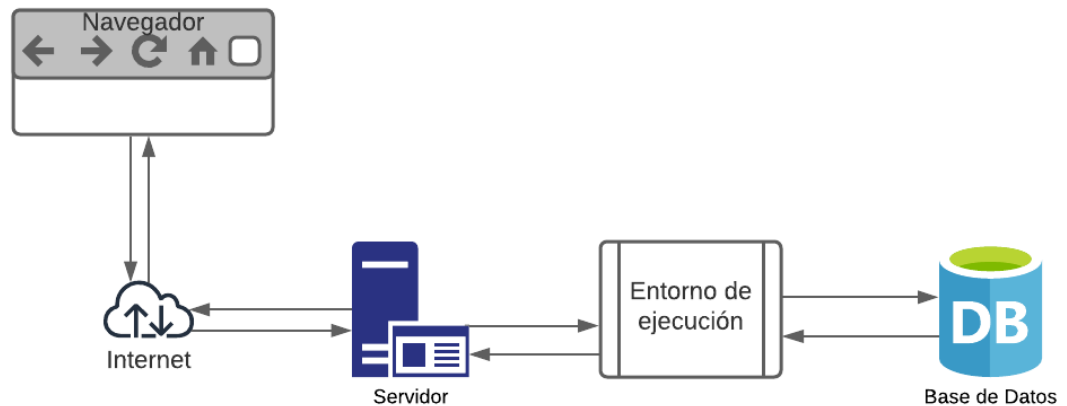 Navegador
Internet
Servidor
Entorno de
ejecución
DB
Base de Datos